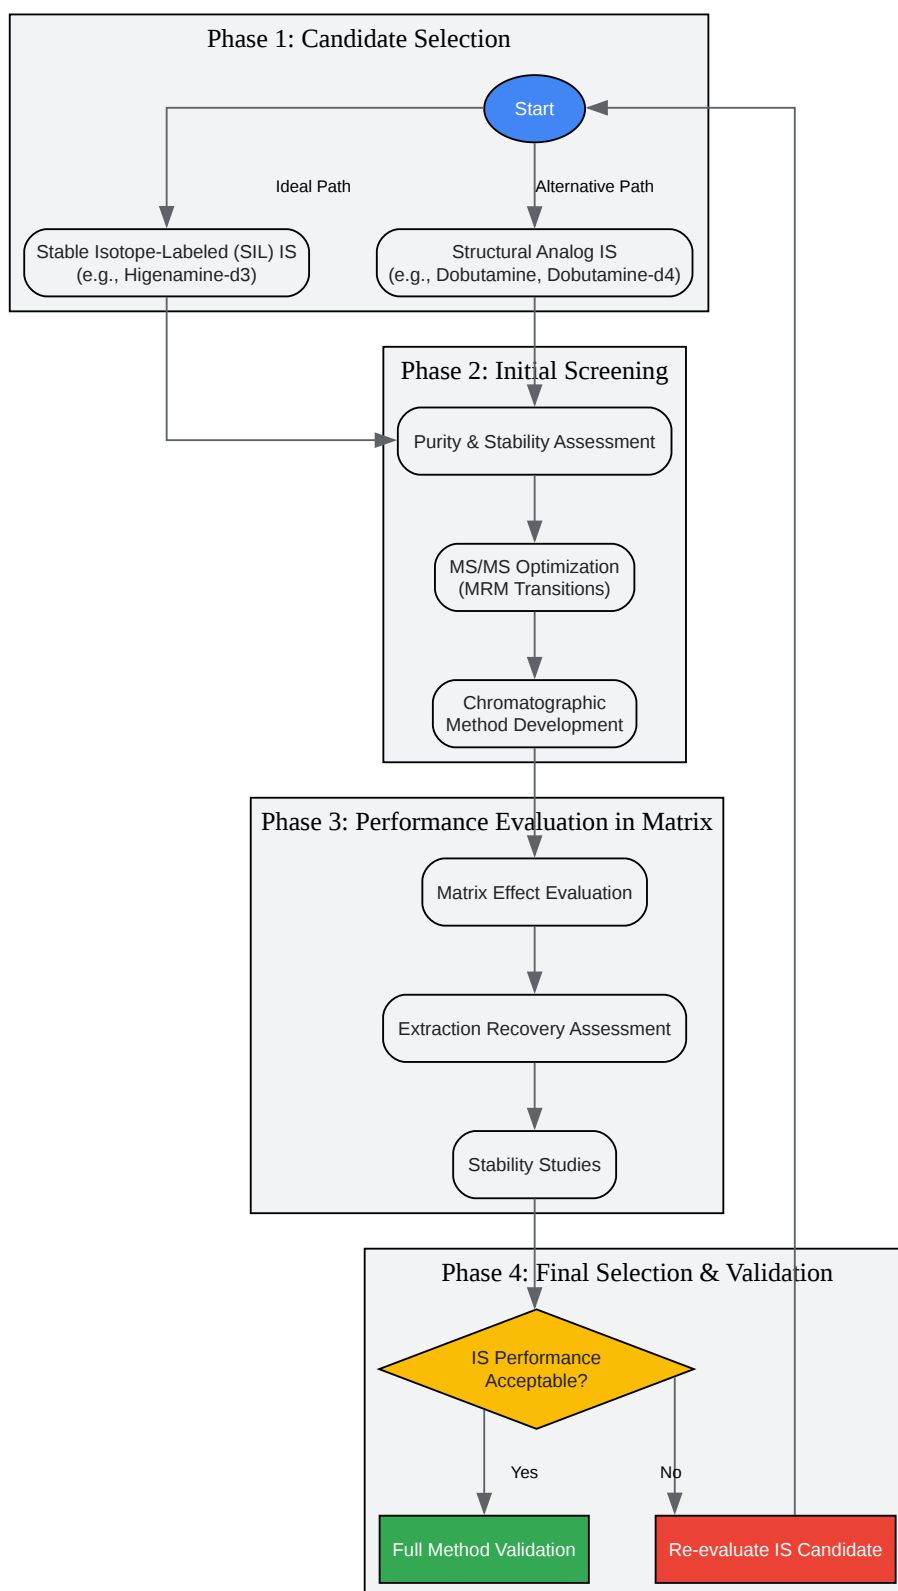 Phase 1: Candidate Selection
Start
Ideal Path
Alternative Path
Stable Isotope-Labeled (SIL) IS
(e.g., Higenamine-d3)
Structural Analog IS
(e.g., Dobutamine, Dobutamine-d4)
Phase 2: Initial Screening
Purity & Stability Assessment
MS/MS Optimization
(MRM Transitions)
Chromatographic
Method Development
Phase 3: Performance Evaluation in Matrix
Matrix Effect Evaluation
Extraction Recovery Assessment
Stability Studies
Phase 4: Final Selection & Validation
IS Performance
Acceptable?
Yes
No
Full Method Validation
Re-evaluate IS Candidate